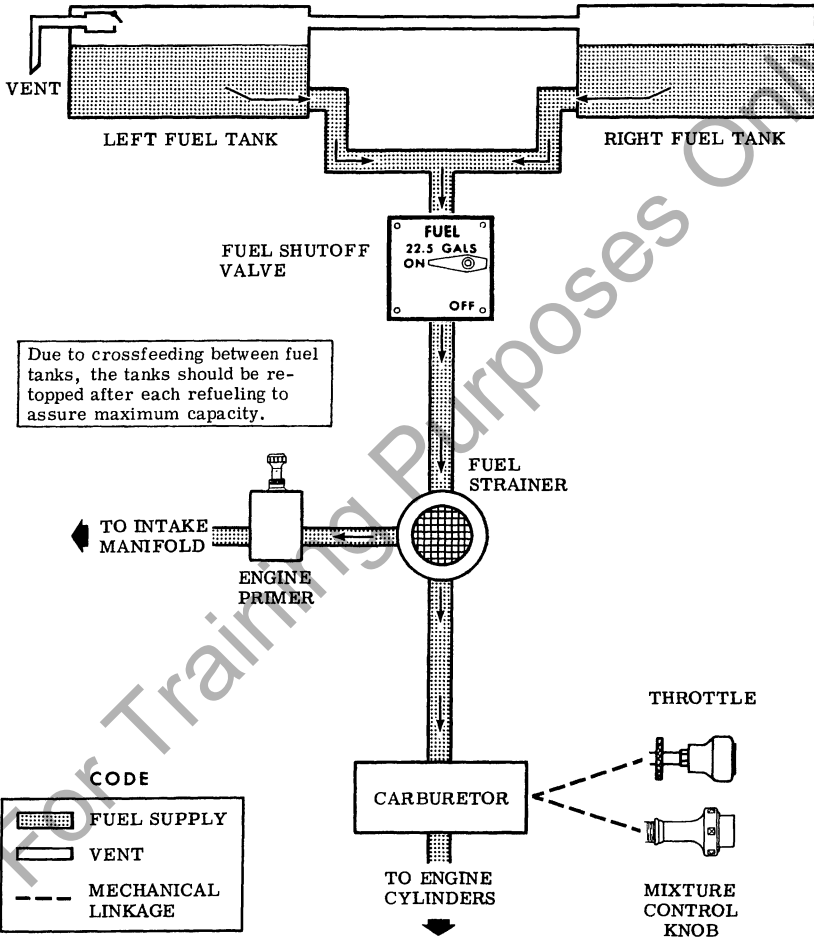 VENT
LEFT FUEL TANK
RIGHT FUEL TANK
FUEL SHUTOFF
VALVE
FUEL
22.5 GALS
ON
OFF
Due to crossfeeding between fuel
tanks, the tanks should be re-
topped after each refueling to
assure maximum capacity.
FUEL
STRAINER
TO INTAKE
MANIFOLD
ENGINE
PRIMER
THROTTLE
CARBURETOR
MIXTURE
CONTROL
KNOB
TO ENGINE
CYLINDERS
CODE
FUEL SUPPLY
VENT
MECHANICAL
LINKAGE
For Training Purposes Only